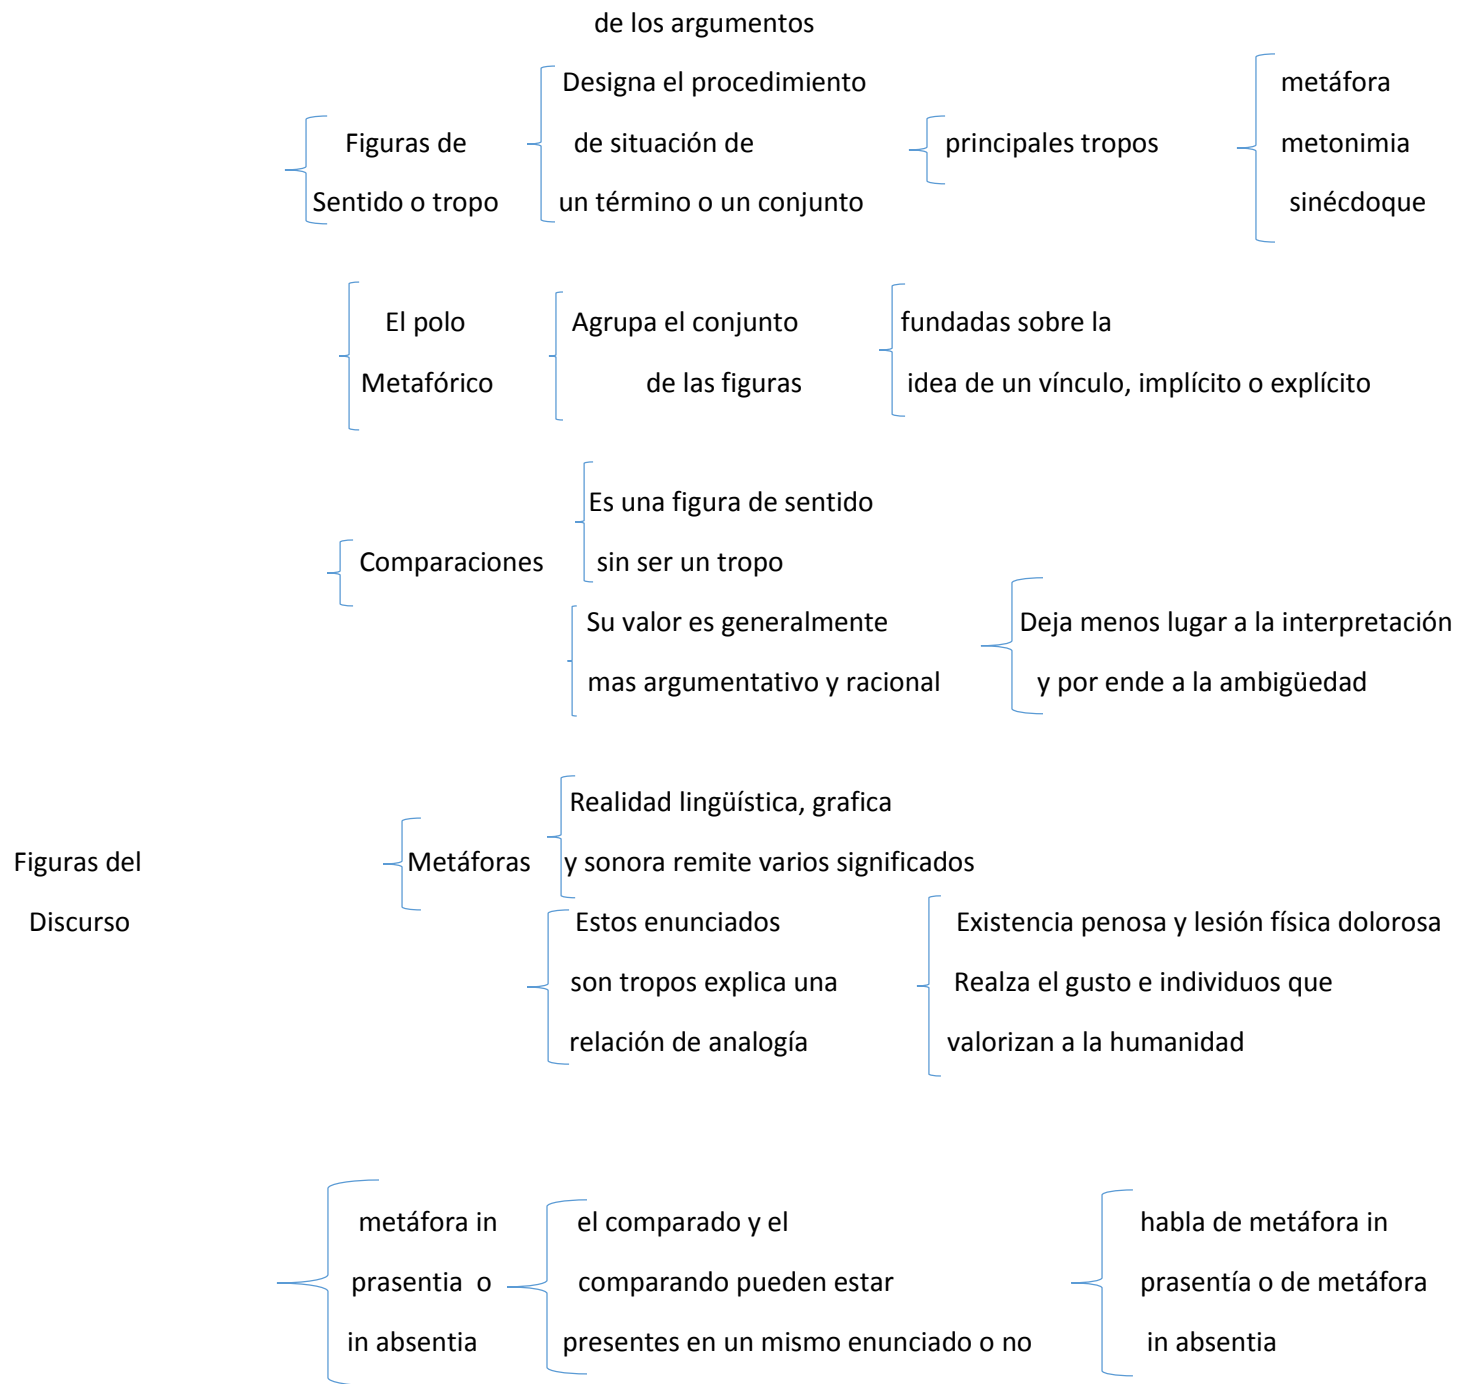 de los argumentos
Figuras de
Sentido o tropo
Designa el procedimiento
de situación de
un término o un conjunto
principales tropos
metáfora
metonimia
sinécdoque
El polo
Metafórico
Agrupa el conjunto
de las figuras
fundadas sobre la
idea de un vínculo, implícito o explícito
Comparaciones
Es una figura de sentido
sin ser un tropo
Su valor es generalmente
mas argumentativo y racional
Deja menos lugar a la interpretación
y por ende a la ambigüedad
Figuras del
Discurso
Metáforas
Realidad lingüística, grafica
y sonora remite varios significados
Estos enunciados
son tropos explica una
relación de analogía
Existencia penosa y lesión física dolorosa
Realza el gusto e individuos que
valorizan a la humanidad
metáfora in
prasentia o
in absentia
el comparado y el
comparando pueden estar
presentes en un mismo enunciado o no
habla de metáfora in
prasentía o de metáfora
in absentia